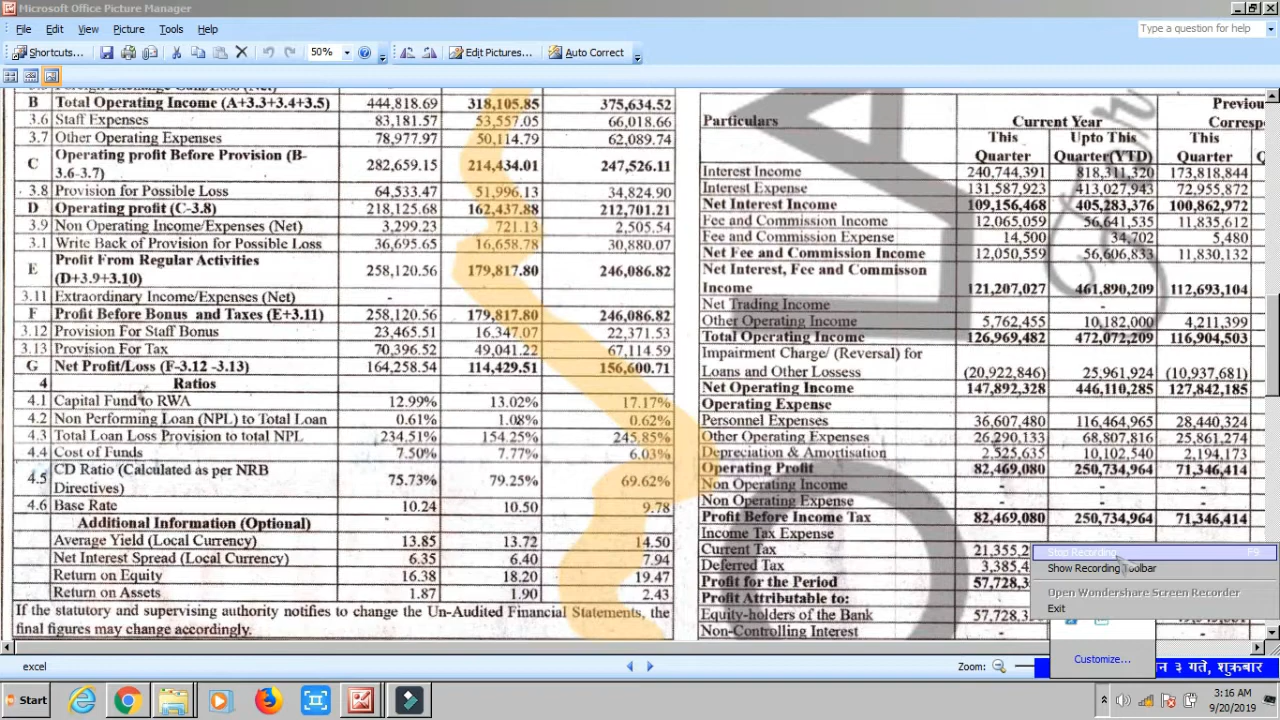 Microsoft Office Picture Manager
File Edit View Picture Tools Help
Type a question for help
Shortcuts... 50% Edit Pictures... Auto Correct
B Total Operating Income (A+3.3+3.4+3.5) 444,818.69 318,105.85 375,634.52
3.6 Staff Expenses 83,181.57 53,557.05 66,018.66
3.7 Other Operating Expenses 78,977.97 50,114.79 62,089.74
C Operating profit Before Provision (B-3.6-3.7) 282,659.15 214,434.01 247,526.11
3.8 Provision for Possible Loss 64,533.47 51,996.13 34,824.90
D Operating profit (C-3.8) 218,125.68 162,437.88 212,701.21
3.9 Non Operating Income/Expenses (Net) 3,299.23 721.13 2,505.54
3.1 Write Back of Provision for Possible Loss 36,695.65 16,658.78 30,880.07
E Profit From Regular Activities (D+3.9+3.10) 258,120.56 179,817.80 246,086.82
3.11 Extraordinary Income/Expenses (Net) -
F Profit Before Bonus and Taxes (E+3.11) 258,120.56 179,817.80 246,086.82
3.12 Provision For Staff Bonus 23,465.51 16,347.07 22,371.53
3.13 Provision For Tax 70,396.52 49,041.22 67,114.59
G Net Profit/Loss (F-3.12 -3.13) 164,258.54 114,429.51 156,600.71
4 Ratios
4.1 Capital Fund to RWA 12.99% 13.02% 17.17%
4.2 Non Performing Loan (NPL) to Total Loan 0.61% 1.08% 0.62%
4.3 Total Loan Loss Provision to total NPL 234.51% 154.25% 245.85%
4.4 Cost of Funds 7.50% 7.77% 6.03%
4.5 CD Ratio (Calculated as per NRB Directives) 75.73% 79.25% 69.62%
4.6 Base Rate 10.24 10.50 9.78
Additional Information (Optional)
Average Yield (Local Currency) 13.85 13.72 14.50
Net Interest Spread (Local Currency) 6.35 6.40 7.94
Return on Equity 16.38 18.20 19.47
Return on Assets 1.87 1.90 2.43
If the statutory and supervising authority notifies to change the Un-Audited Financial Statements, the
final figures may change accordingly.
Particulars Current Year
This Quarter Upto This Quarter(YTD) This Quarter
Interest Income 240,744,391 818,311,320 173,818,844
Interest Expense 131,587,923 413,027,943 72,955,872
Net Interest Income 109,156,468 405,283,376 100,862,972
Fee and Commission Income 12,065,059 56,641,535 11,835,612
Fee and Commission Expense 14,500 34,702 5,480
Net Fee and Commission Income 12,050,559 56,606,833 11,830,132
Net Interest, Fee and Commisson
Income 121,207,027 461,890,209 112,693,104
Net Trading Income - -
Other Operating Income 5,762,455 10,182,000 4,211,399
Total Operating Income 126,969,482 472,072,209 116,904,503
Impairment Charge/ (Reversal) for
Loans and Other Lossess (20,922,846) 25,961,924 (10,937,681)
Net Operating Income 147,892,328 446,110,285 127,842,185
Operating Expense
Personnel Expenses 36,607,480 116,464,965 28,440,324
Other Operating Expenses 26,290,133 68,807,816 25,861,274
Depreciation & Amortisation 2,525,635 10,102,540 2,194,173
Operating Profit 82,469,080 250,734,964 71,346,414
Non Operating Income - - -
Non Operating Expense - - -
Profit Before Income Tax 82,469,080 250,734,964 71,346,414
Income Tax Expense
Current Tax 21,355,2
Deferred Tax 3,385,4
Profit for the Period 57,728,3
Profit Attributable to:
Equity-holders of the Bank 57,728,3
Non-Controlling Interest - - -
Stop Recording F9
Show Recording Toolbar
Open Wondershare Screen Recorder
Exit
Customize...
excel
Zoom:
३ गते, शुक्रबार
Start
3:16 AM
9/20/2019